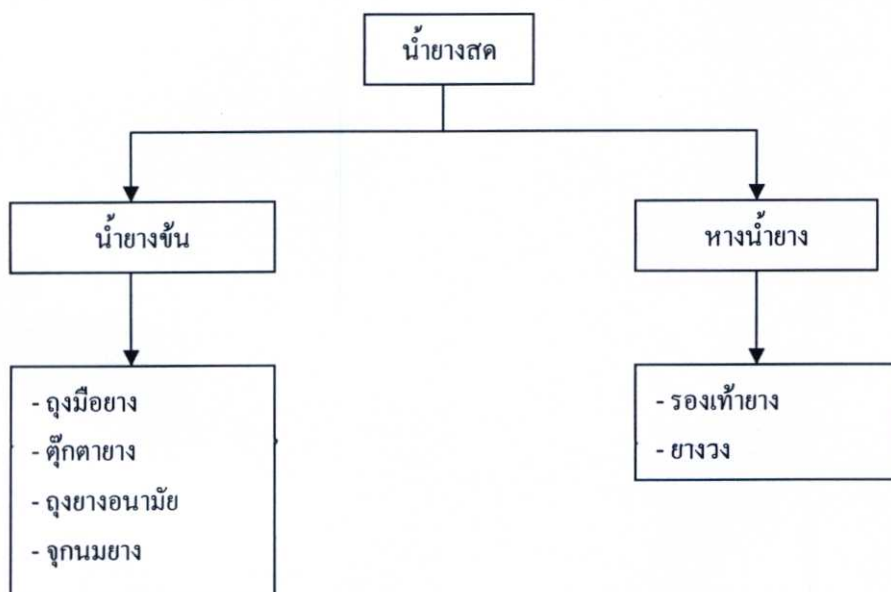 น้ำยางสด
น้ำยางข้น
หางน้ำยาง
- ถุงมือยาง
- ตุ๊กตายาง
- ถุงยางอนามัย
- จุกนมยาง
- รองเท้ายาง
- ยางวง